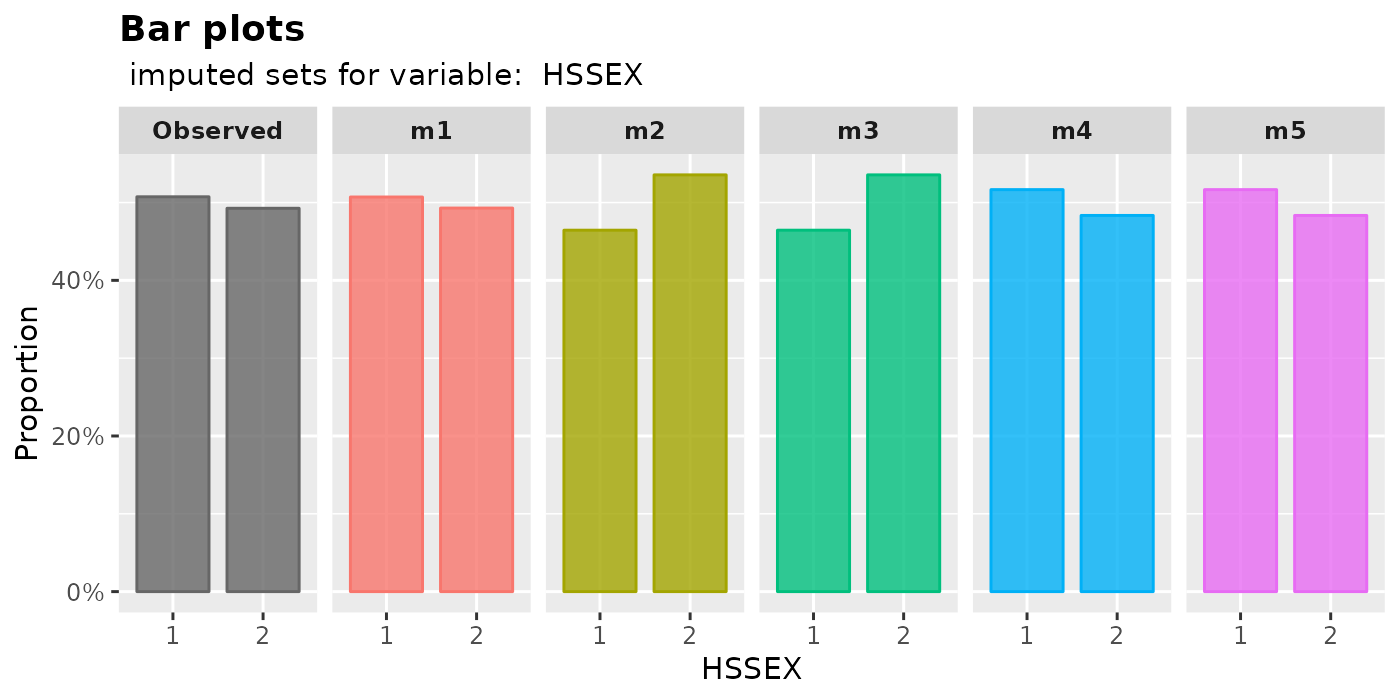 Bar plots
imputed sets for variable:  HSSEX
Observed m1 m2 m3 m4 m5
40%
20%
0%
Proportion
1 2 1 2 1 2 1 2 1 2 1 2
HSSEX